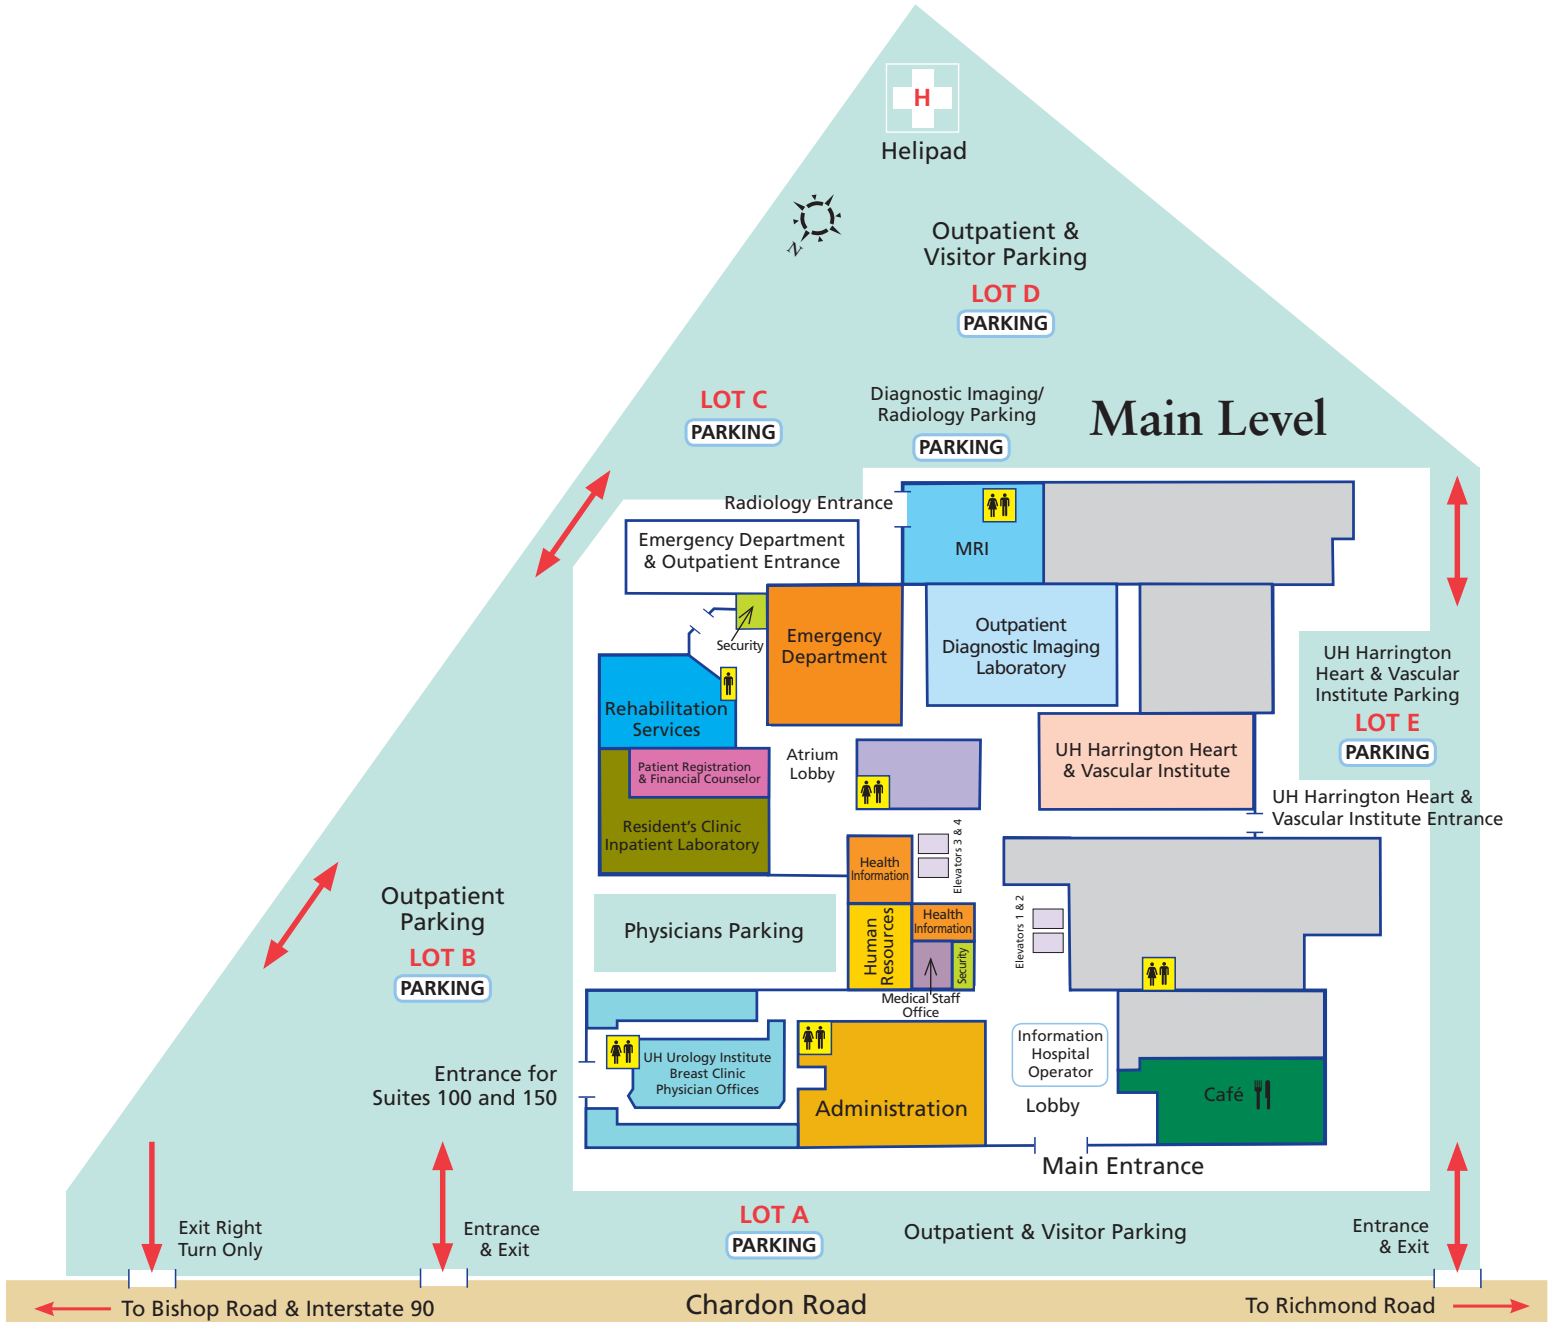 H
Helipad
N
Outpatient &
Visitor Parking
LOT D
PARKING
LOT C
PARKING
Diagnostic Imaging/
Radiology Parking
PARKING
Main Level
Radiology Entrance
Emergency Department
& Outpatient Entrance
MRI
Security
Emergency
Department
Outpatient
Diagnostic Imaging
Laboratory
UH Harrington
Heart & Vascular
Institute Parking
LOT E
PARKING
Rehabilitation
Services
Patient Registration
& Financial Counselor
Atrium
Lobby
UH Harrington Heart
& Vascular Institute
UH Harrington Heart &
Vascular Institute Entrance
Resident's Clinic
Inpatient Laboratory
Health
Information
Elevators 3 & 4
Outpatient
Parking
LOT B
PARKING
Physicians Parking
Human
Resources
Health
Information
Security
Elevators 1 & 2
Medical Staff
Office
UH Urology Institute
Breast Clinic
Physician Offices
Entrance for
Suites 100 and 150
Administration
Information
Hospital
Operator
Lobby
Café
Main Entrance
Exit Right
Turn Only
Entrance
& Exit
LOT A
PARKING
Outpatient & Visitor Parking
Entrance
& Exit
To Bishop Road & Interstate 90
Chardon Road
To Richmond Road